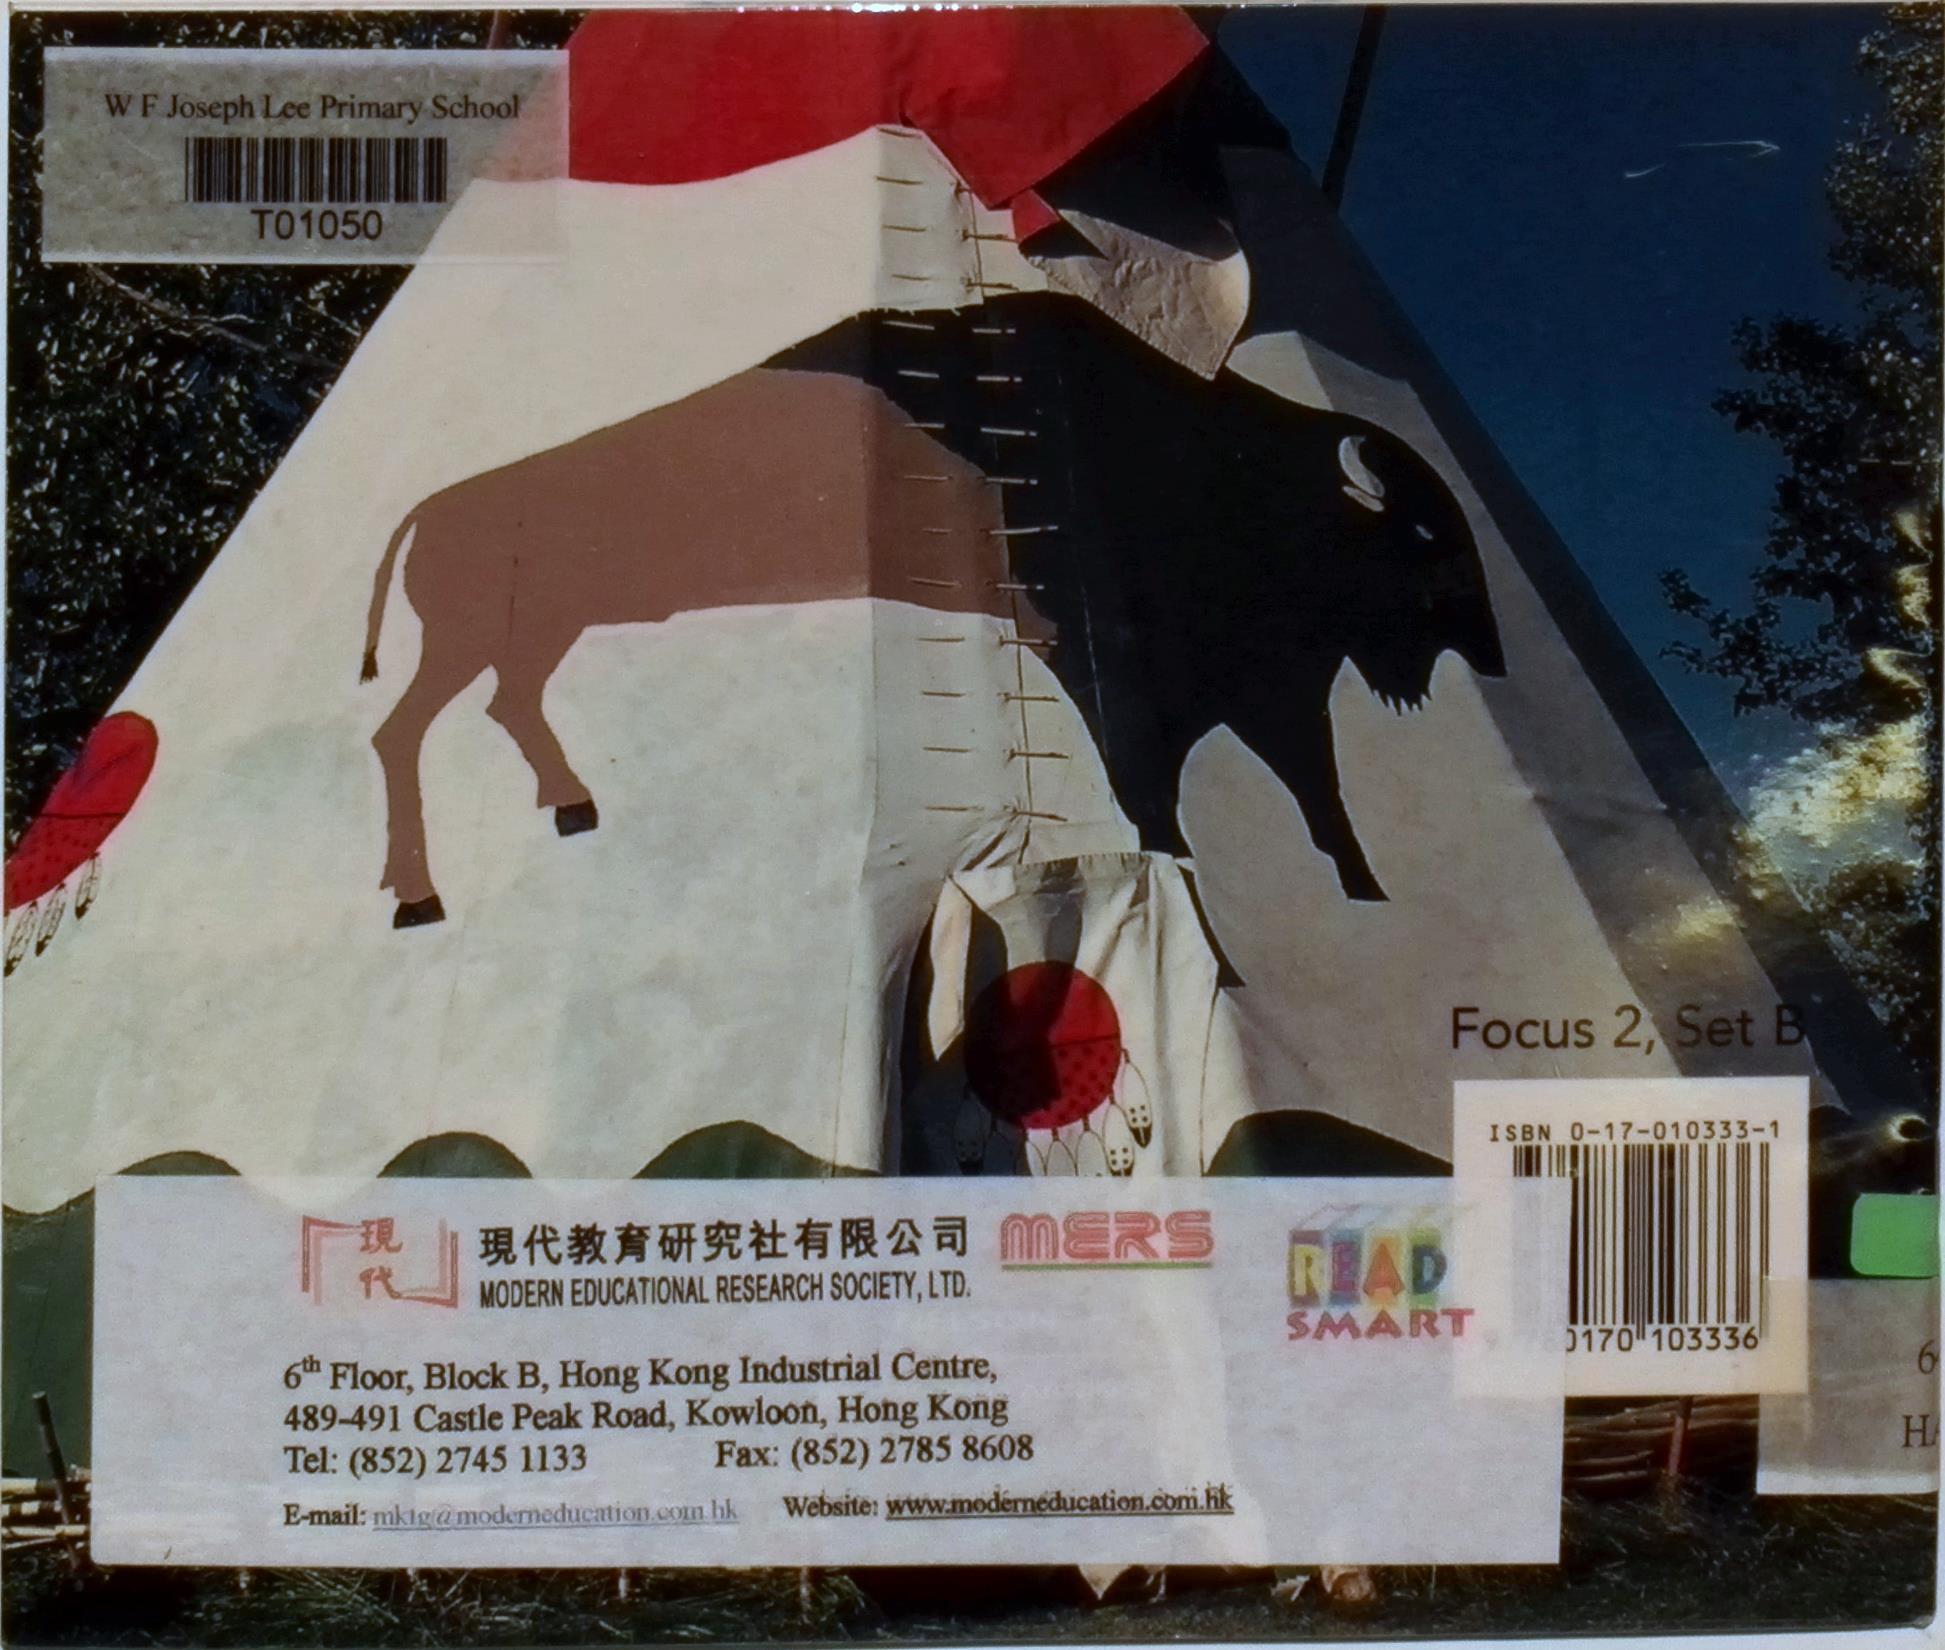 W F Joseph Lee Primary School
T01050
Focus 2, Set B
ISBN 0-17-010333-1
0170 103336
現代
現代教育研究社有限公司
MODERN EDUCATIONAL RESEARCH SOCIETY, LTD.
MERS
READ
SMART
6th Floor, Block B, Hong Kong Industrial Centre,
489-491 Castle Peak Road, Kowloon, Hong Kong
Tel: (852) 2745 1133 Fax: (852) 2785 8608
E-mail: mktg@moderneducation.com.hk Website: www.moderneducation.com.hk